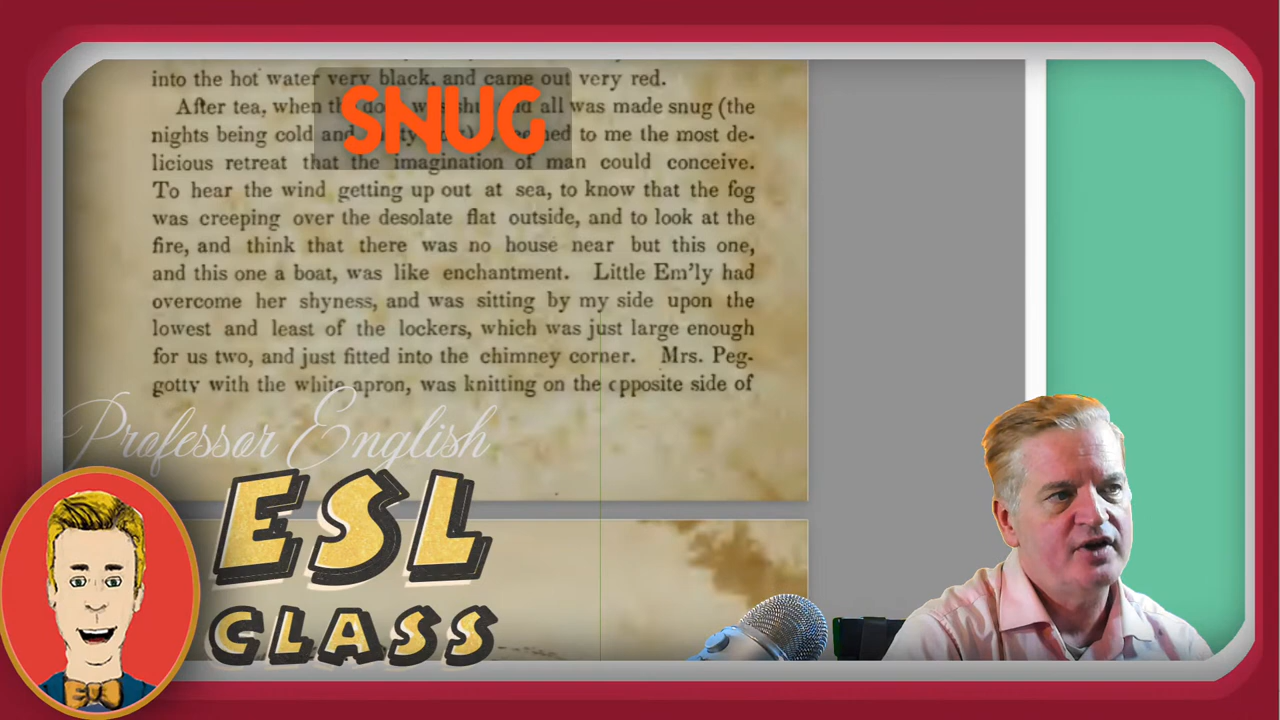 into the hot water very black, and came out very red.
SNUG
After tea, when the door was shut and all was made snug (the
nights being cold and to me the most de-
licious retreat that the imagination of man could conceive.
To hear the wind getting up out at sea, to know that the fog
was creeping over the desolate flat outside, and to look at the
fire, and think that there was no house near but this one,
and this one a boat, was like enchantment. Little Em'ly had
overcome her shyness, and was sitting by my side upon the
lowest and least of the lockers, which was just large enough
for us two, and just fitted into the chimney corner. Mrs. Peg-
gotty with the white apron, was knitting on the opposite side of
Professor English
ESL
CLASS